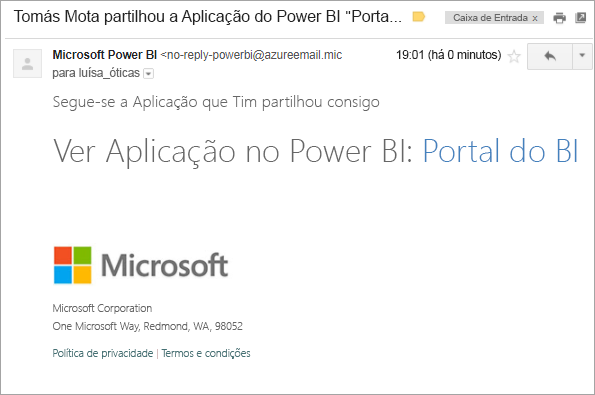 Tomás Mota partilhou a Aplicação do Power BI "Porta...
Caixa de Entrada x
Microsoft Power BI <no-reply-powerbi@azureemail.mic
19:01 (há 0 minutos)
para luísa_óticas
Segue-se a Aplicação que Tim partilhou consigo
Ver Aplicação no Power BI: Portal do BI
Microsoft
Microsoft Corporation
One Microsoft Way, Redmond, WA, 98052
Política de privacidade | Termos e condições